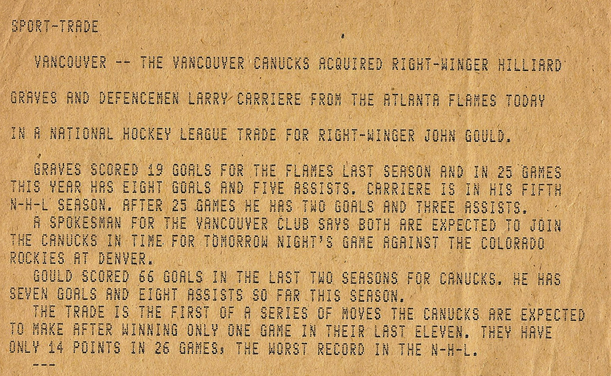 SPORT-TRADE
VANCOUVER -- THE VANCOUVER CANUCKS ACQUIRED RIGHT-WINGER HILLIARD
GRAVES AND DEFENCEMEN LARRY CARRIERE FROM THE ATLANTA FLAMES TODAY
IN A NATIONAL HOCKEY LEAGUE TRADE FOR RIGHT-WINGER JOHN GOULD.
GRAVES SCORED 19 GOALS FOR THE FLAMES LAST SEASON AND IN 25 GAMES
THIS YEAR HAS EIGHT GOALS AND FIVE ASSISTS. CARRIERE IS IN HIS FIFTH
N-H-L SEASON. AFTER 25 GAMES HE HAS TWO GOALS AND THREE ASSISTS.
A SPOKESMAN FOR THE VANCOUVER CLUB SAYS BOTH ARE EXPECTED TO JOIN
THE CANUCKS IN TIME FOR TOMORROW NIGHT'S GAME AGAINST THE COLORADO
ROCKIES AT DENVER.
GOULD SCORED 66 GOALS IN THE LAST TWO SEASONS FOR CANUCKS. HE HAS
SEVEN GOALS AND EIGHT ASSISTS SO FAR THIS SEASON.
THE TRADE IS THE FIRST OF A SERIES OF MOVES THE CANUCKS ARE EXPECTED
TO MAKE AFTER WINNING ONLY ONE GAME IN THEIR LAST ELEVEN. THEY HAVE
ONLY 14 POINTS IN 26 GAMES, THE WORST RECORD IN THE N-H-L.
---